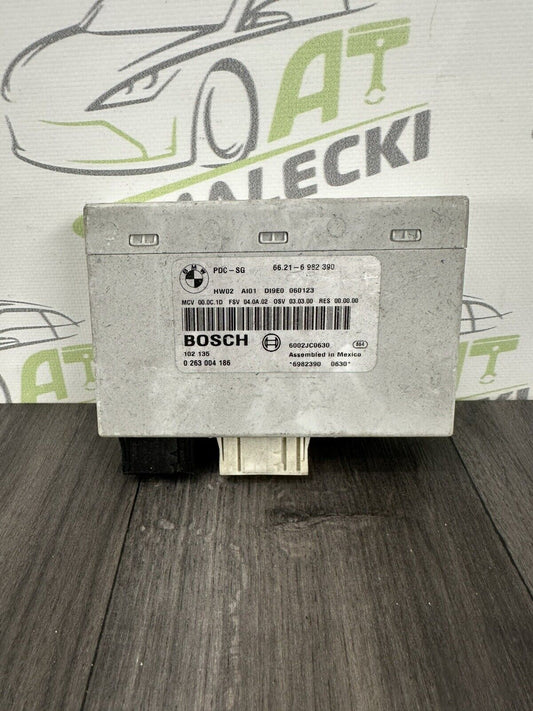 AT
MALECKI
BMW
PDC-SG 66.21-6 982 390
HW02 AI01 DI9E0 060123
MCV 00.0C.1D FSV 04.0A.02 OSV 03.03.00 RES 00.00.00
BOSCH 6002JC0630 864
102 135 Assembled in Mexico
0 263 004 186 *6982390 0630*